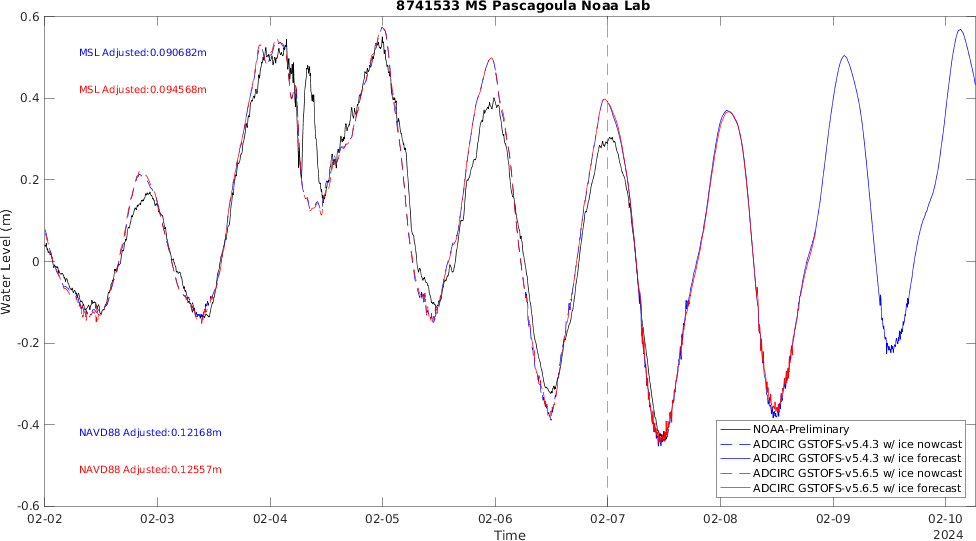 8741533 MS Pascagoula Noaa Lab
0.6
MSL Adjusted:0.090682m
MSL Adjusted:0.094568m
0.4
0.2
0
-0.2
-0.4
-0.6
Water Level (m)
NAVD88 Adjusted:0.12168m
NAVD88 Adjusted:0.12557m
NOAA-Preliminary
ADCIRC GSTOFS-v5.4.3 w/ ice nowcast
ADCIRC GSTOFS-v5.4.3 w/ ice forecast
ADCIRC GSTOFS-v5.6.5 w/ ice nowcast
ADCIRC GSTOFS-v5.6.5 w/ ice forecast
02-02 02-03 02-04 02-05 02-06 02-07 02-08 02-09 02-10
Time
2024